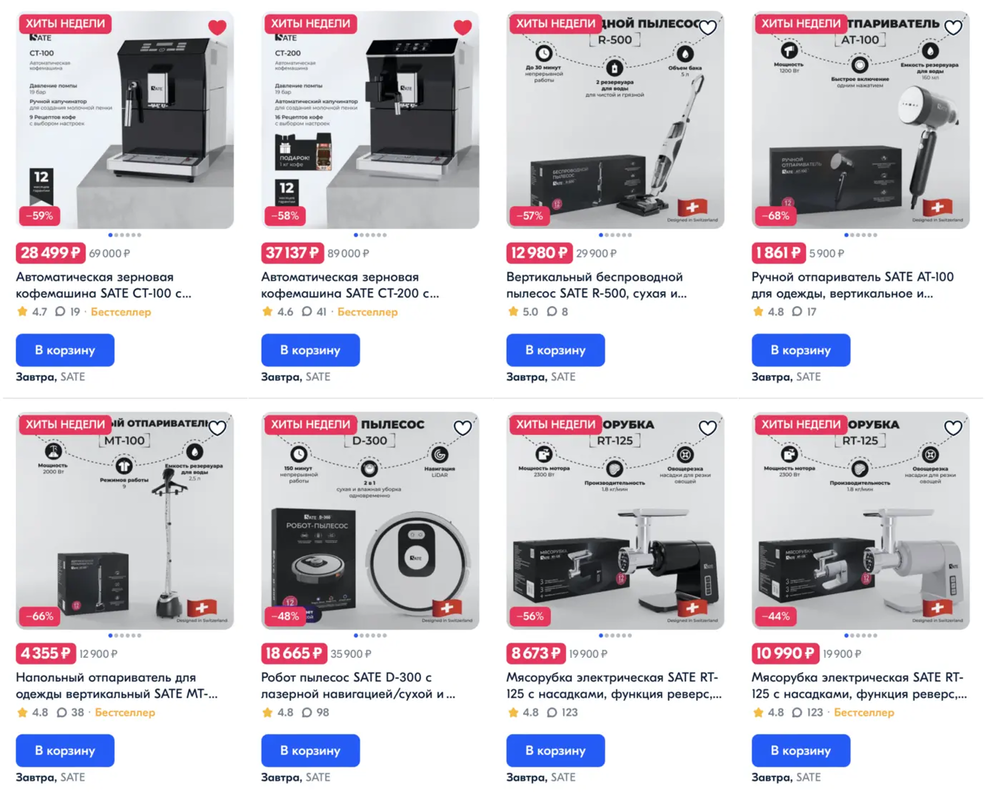 ХИТЫ НЕДЕЛИ
SATE
CT-100
Автоматическая
кофемашина
Давление помпы
19 бар
Ручной капучинатор
для создания молочной пенки
9 Рецептов кофе
с выбором настроек
12
−59%
28 499 ₽ 69 000 ₽
Автоматическая зерновая
кофемашина SATE CT-100 с...
4.7 19 · Бестселлер
В корзину
Завтра, SATE
ХИТЫ НЕДЕЛИ
SATE
CT-200
Автоматическая
кофемашина
Давление помпы
19 бар
Автоматический капучинатор
для создания молочной пенки
16 Рецептов кофе
с выбором настроек
ПОДАРОК!
1 кг кофе
12
−58%
37 137 ₽ 89 000 ₽
Автоматическая зерновая
кофемашина SATE CT-200 с...
4.6 41 · Бестселлер
В корзину
Завтра, SATE
ХИТЫ НЕДЕЛИ
ДНОЙ ПЫЛЕСОС
R-500
До 30 минут
непрерывной
работы
2 резервуара
для воды
для чистой и грязной
Объем бака
5 л
БЕСПРОВОДНОЙ
ПЫЛЕСОС
12
−57%
Designed in Switzerland
12 980 ₽ 29 900 ₽
Вертикальный беспроводной
пылесос SATE R-500, сухая и...
5.0 8
В корзину
Завтра, SATE
ХИТЫ НЕДЕЛИ
ТПАРИВАТЕЛЬ
AT-100
Мощность
1200 Вт
Быстрое включение
одним нажатием
Емкость резервуара
для воды
150 мл
РУЧНОЙ
ОТПАРИВАТЕЛЬ
12
−68%
Designed in Switzerland
1 861 ₽ 5 900 ₽
Ручной отпариватель SATE AT-100
для одежды, вертикальное и...
4.8 17
В корзину
Завтра, SATE
ХИТЫ НЕДЕЛИ
ЫЙ ОТПАРИВАТЕЛЬ
MT-100
Мощность
2000 Вт
Режимов работы
9
Емкость резервуара
для воды
2,5 л
−66%
Designed in Switzerland
4 355 ₽ 12 900 ₽
Напольный отпариватель для
одежды вертикальный SATE MT-...
4.8 38 · Бестселлер
В корзину
Завтра, SATE
ХИТЫ НЕДЕЛИ
ПЫЛЕСОС
D-300
150 минут
непрерывной
работы
2 в 1
сухая и влажная уборка
одновременно
Навигация
LiDAR
SATE D-300
РОБОТ-ПЫЛЕСОС
SATE
12
−48%
Designed in Switzerland
18 665 ₽ 35 900 ₽
Робот пылесос SATE D-300 с
лазерной навигацией/сухой и ...
4.8 98
В корзину
Завтра, SATE
ХИТЫ НЕДЕЛИ
ОРУБКА
RT-125
Мощность мотора
2300 Вт
Производительность
1.8 кг/мин
Овощерезка
насадки для резки
овощей
МЯСОРУБКА
12
−56%
Designed in Switzerland
8 673 ₽ 19 900 ₽
Мясорубка электрическая SATE RT-
125 с насадками, функция реверс,...
4.8 123
В корзину
Завтра, SATE
ХИТЫ НЕДЕЛИ
ОРУБКА
RT-125
Мощность мотора
2300 Вт
Производительность
1.8 кг/мин
Овощерезка
насадки для резки
овощей
МЯСОРУБКА
12
−44%
Designed in Switzerland
10 990 ₽ 19 900 ₽
Мясорубка электрическая SATE RT-
125 с насадками, функция реверс,...
4.8 123 · Бестселлер
В корзину
Завтра, SATE